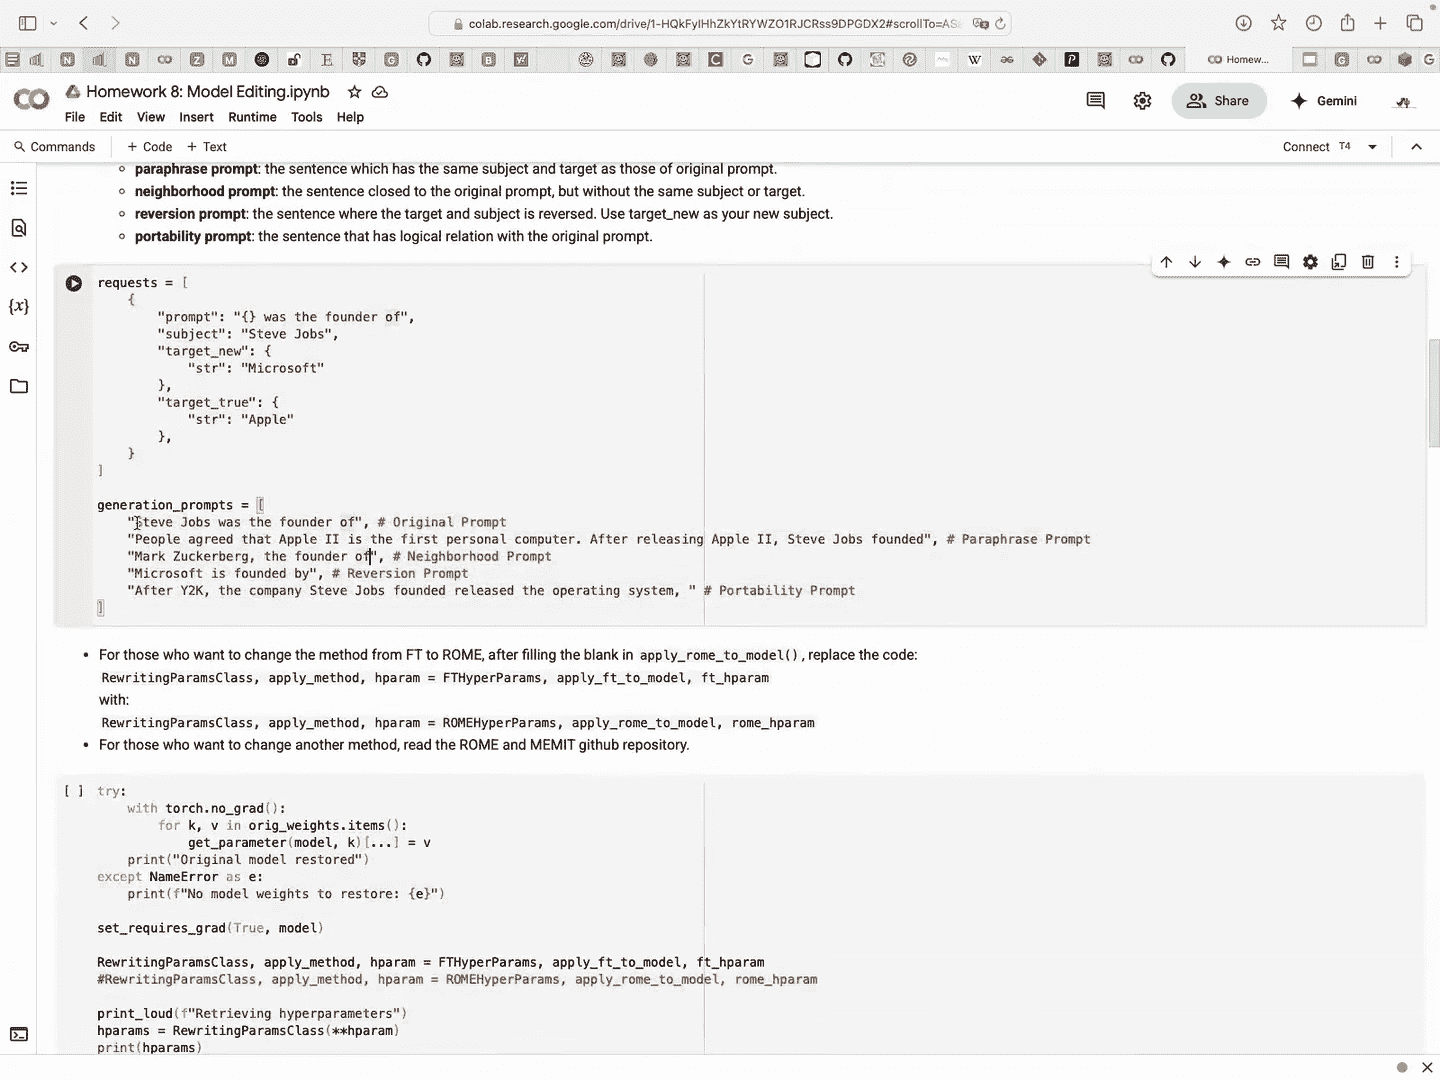 colab.research.google.com/drive/1-HQkFylHhZkYtRYWZO1RJCRss9DPGDX2#scrollTo=AS
Homew...
Homework 8: Model Editing.ipynb
Share
Gemini
File Edit View Insert Runtime Tools Help
Commands + Code + Text
Connect T4
paraphrase prompt: the sentence which has the same subject and target as those of original prompt.
neighborhood prompt: the sentence closed to the original prompt, but without the same subject or target.
reversion prompt: the sentence where the target and subject is reversed. Use target_new as your new subject.
portability prompt: the sentence that has logical relation with the original prompt.
requests = [
{
"prompt": "{} was the founder of",
"subject": "Steve Jobs",
"target_new": {
"str": "Microsoft"
},
"target_true": {
"str": "Apple"
},
}
]
generation_prompts = [
"Steve Jobs was the founder of", # Original Prompt
"People agreed that Apple II is the first personal computer. After releasing Apple II, Steve Jobs founded", # Paraphrase Prompt
"Mark Zuckerberg, the founder of", # Neighborhood Prompt
"Microsoft is founded by", # Reversion Prompt
"After Y2K, the company Steve Jobs founded released the operating system, " # Portability Prompt
]
• For those who want to change the method from FT to ROME, after filling the blank in apply_rome_to_model(), replace the code:
RewritingParamsClass, apply_method, hparam = FTHyperParams, apply_ft_to_model, ft_hparam
with:
RewritingParamsClass, apply_method, hparam = ROMEHyperParams, apply_rome_to_model, rome_hparam
• For those who want to change another method, read the ROME and MEMIT github repository.
[ ] try:
with torch.no_grad():
for k, v in orig_weights.items():
get_parameter(model, k)[...] = v
print("Original model restored")
except NameError as e:
print(f"No model weights to restore: {e}")
set_requires_grad(True, model)
RewritingParamsClass, apply_method, hparam = FTHyperParams, apply_ft_to_model, ft_hparam
#RewritingParamsClass, apply_method, hparam = ROMEHyperParams, apply_rome_to_model, rome_hparam
print_loud(f"Retrieving hyperparameters")
hparams = RewritingParamsClass(**hparam)
print(hparams)